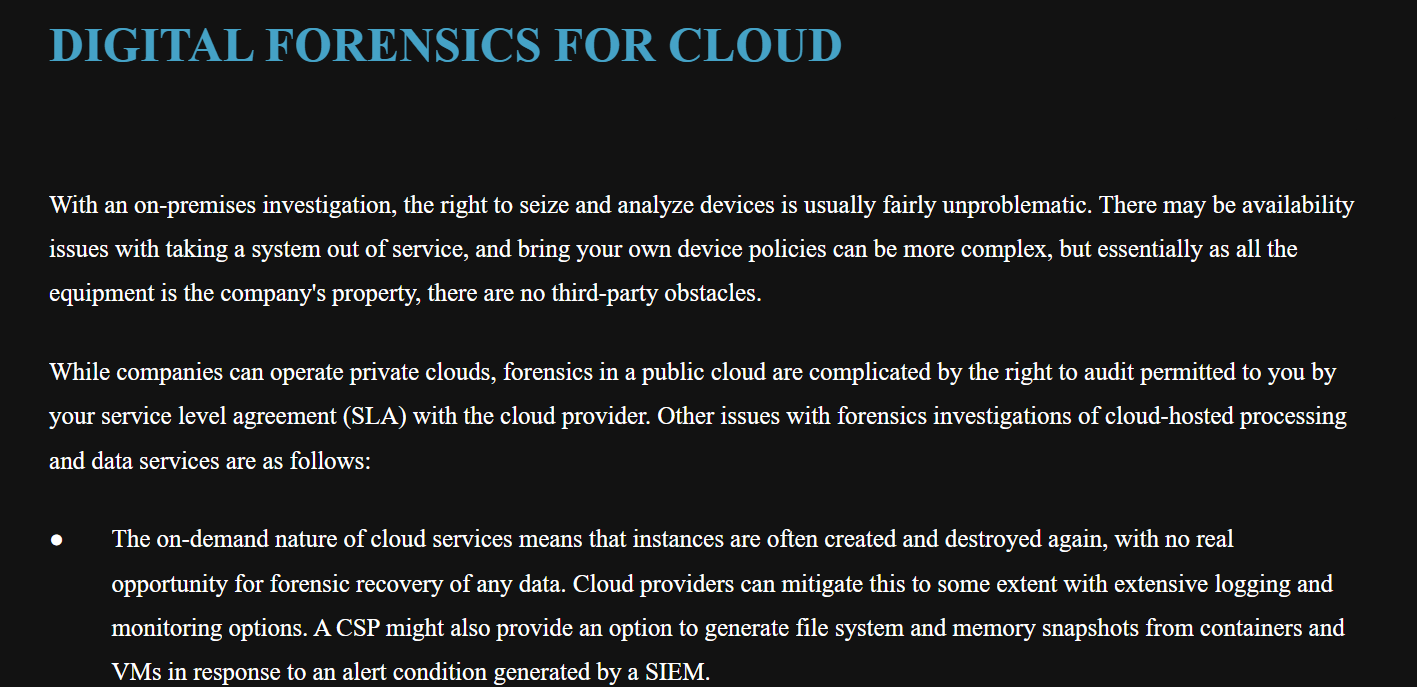 DIGITAL FORENSICS FOR CLOUD
With an on-premises investigation, the right to seize and analyze devices is usually fairly unproblematic. There may be availability
issues with taking a system out of service, and bring your own device policies can be more complex, but essentially as all the
equipment is the company's property, there are no third-party obstacles.
While companies can operate private clouds, forensics in a public cloud are complicated by the right to audit permitted to you by
your service level agreement (SLA) with the cloud provider. Other issues with forensics investigations of cloud-hosted processing
and data services are as follows:
● The on-demand nature of cloud services means that instances are often created and destroyed again, with no real
opportunity for forensic recovery of any data. Cloud providers can mitigate this to some extent with extensive logging and
monitoring options. A CSP might also provide an option to generate file system and memory snapshots from containers and
VMs in response to an alert condition generated by a SIEM.